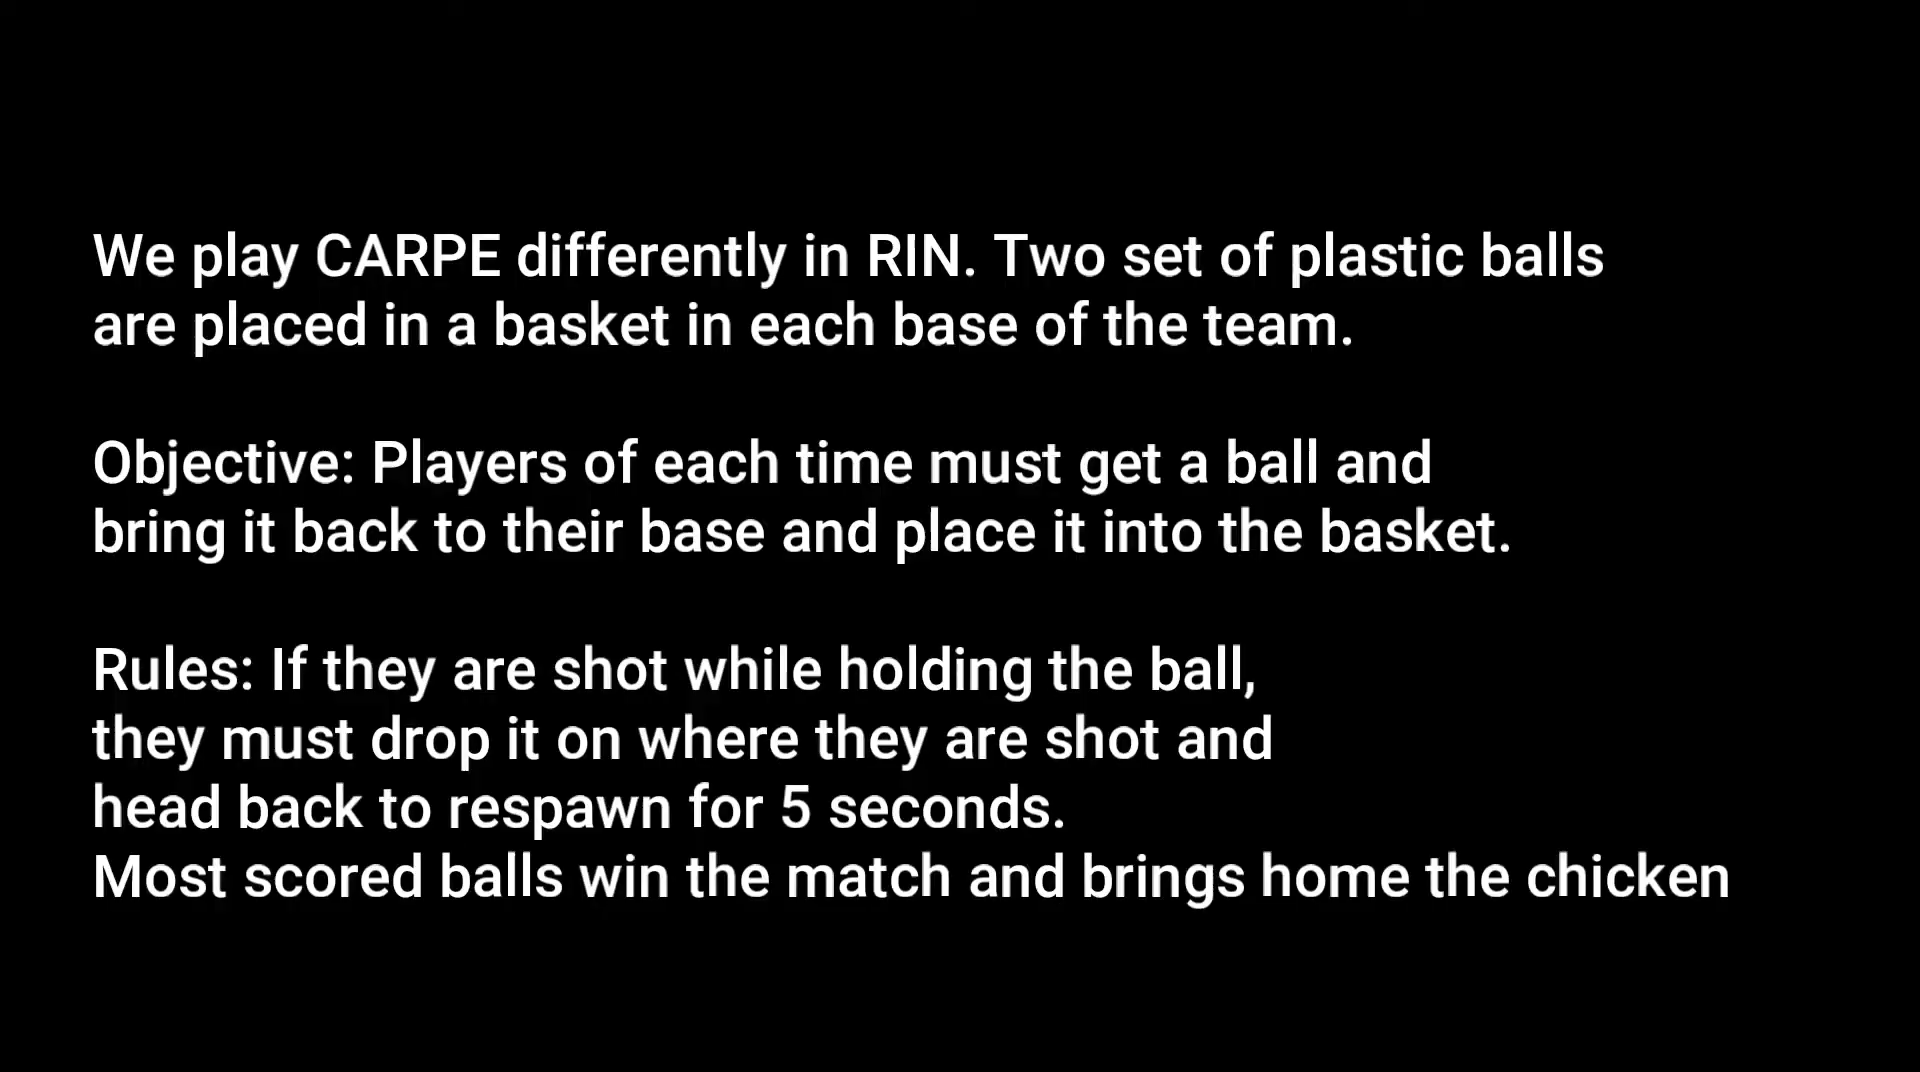 We play CARPE differently in RIN. Two set of plastic balls
are placed in a basket in each base of the team.
Objective: Players of each time must get a ball and
bring it back to their base and place it into the basket.
Rules: If they are shot while holding the ball,
they must drop it on where they are shot and
head back to respawn for 5 seconds.
Most scored balls win the match and brings home the chicken